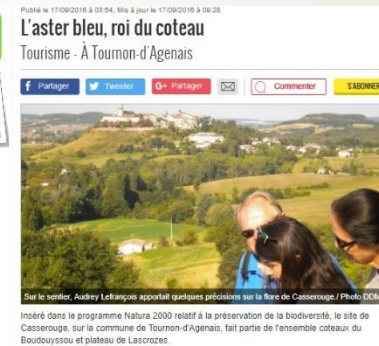 Publié le 17/09/2016 à 03:54, Mis à jour le 17/09/2016 à 09:28
L'aster bleu, roi du coteau
Tourisme - À Tournon-d'Agenais
f Partager
Tweeter
G+ Partager
Commenter
S'ABONNER
Sur le sentier, Audrey Lefrançois apportait quelques précisions sur la flore de Casserouge./ Photo DDM
Inséré dans le programme Natura 2000 relatif à la préservation de la biodiversité, le site de
Casserouge, sur la commune de Tournon-d'Agenais, fait partie de l'ensemble coteaux du
Boudouyssou et plateau de Lascrozes.